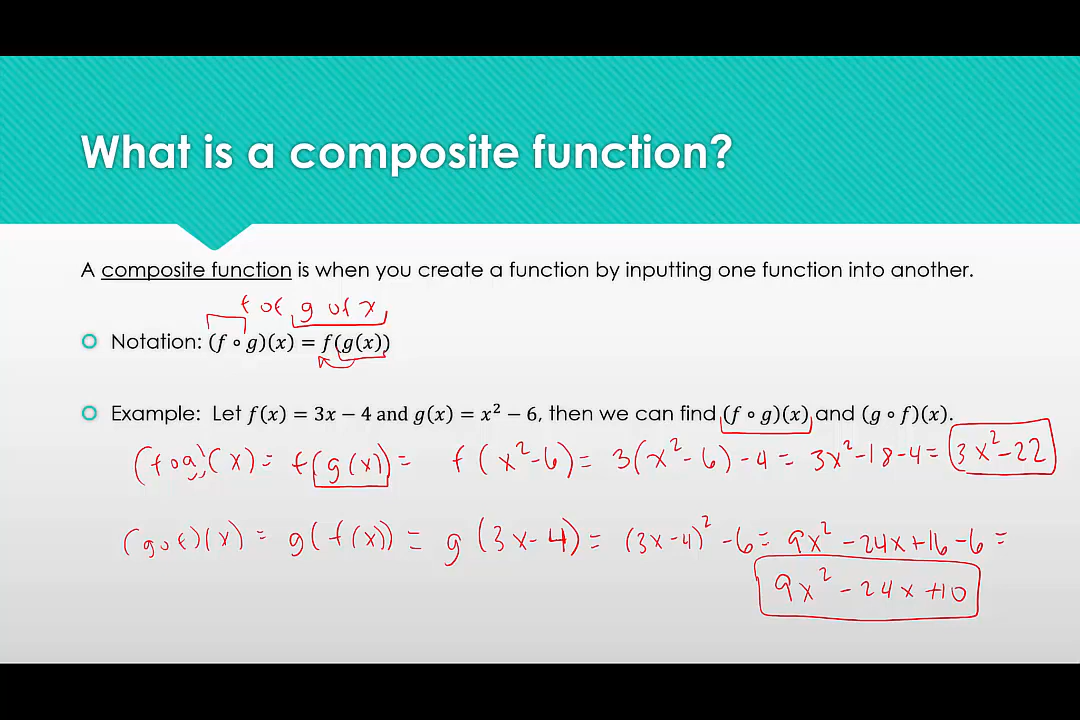 What is a composite function?
A composite function is when you create a function by inputting one function into another.
f of g of x
Notation: (f ∘ g)(x) = f(g(x))
Example: Let f(x) = 3x − 4 and g(x) = x² − 6, then we can find (f ∘ g)(x) and (g ∘ f)(x).
(f∘g)(x) = f(g(x)) = f(x²-6) = 3(x²-6)-4 = 3x²-18-4 = 3x²-22
(g∘f)(x) = g(f(x)) = g(3x-4) = (3x-4)²-6 = 9x²-24x+16-6 =
9x²-24x+10